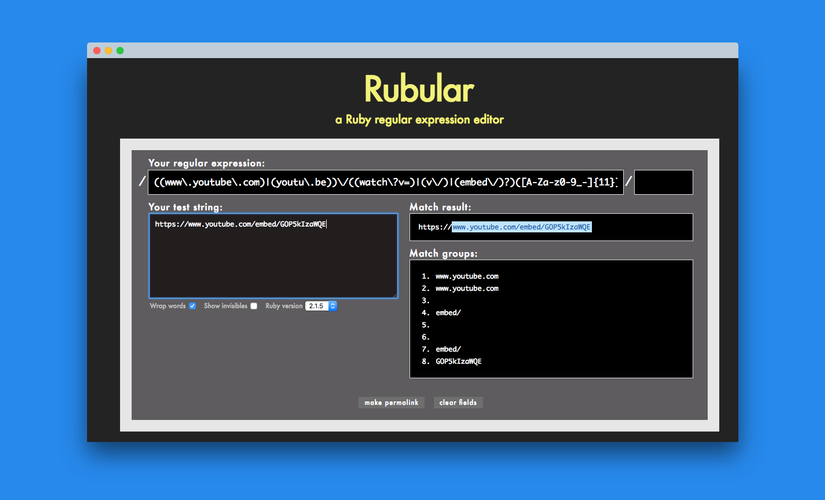 Rubular
a Ruby regular expression editor
Your regular expression:
/ ((www\.youtube\.com)|(youtu\.be))\/((watch\?v=)|(v\/)|(embed\/)?)([A-Za-z0-9_-]{11}) /
Your test string:
https://www.youtube.com/embed/GOP5kIzaWQE
Wrap words Show invisibles Ruby version 2.1.5
Match result:
https://www.youtube.com/embed/GOP5kIzaWQE
Match groups:
1. www.youtube.com
2. www.youtube.com
3.
4. embed/
5.
6.
7. embed/
8. GOP5kIzaWQE
make permalink clear fields